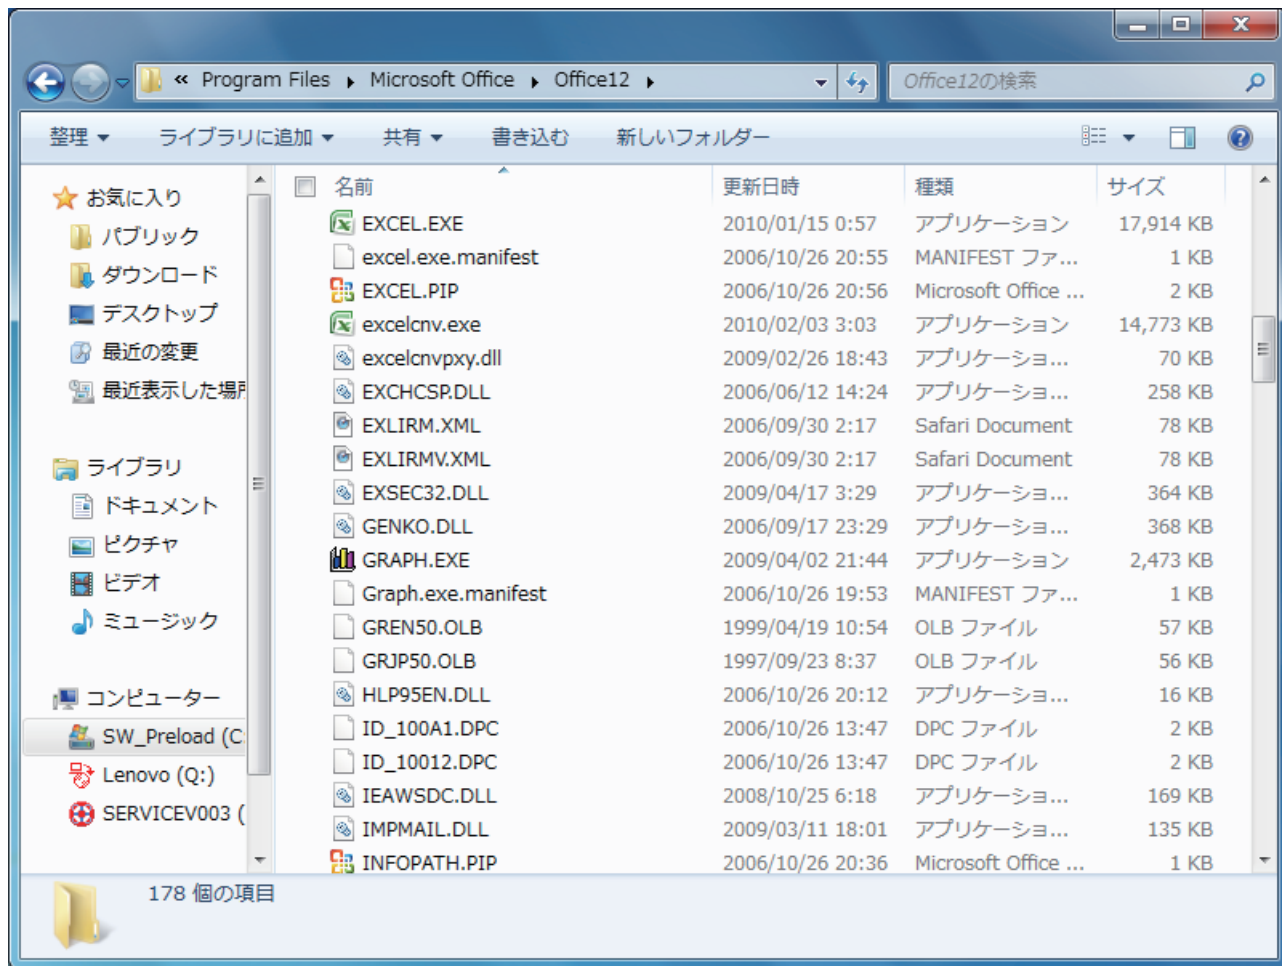 « Program Files ▸ Microsoft Office ▸ Office12 ▸ Office12の検索
整理 ライブラリに追加 共有 書き込む 新しいフォルダー
名前 更新日時 種類 サイズ
お気に入り
パブリック
ダウンロード
デスクトップ
最近の変更
最近表示した場所
ライブラリ
ドキュメント
ピクチャ
ビデオ
ミュージック
コンピューター
SW_Preload (C:
Lenovo (Q:)
SERVICEV003 (
EXCEL.EXE 2010/01/15 0:57 アプリケーション 17,914 KB
excel.exe.manifest 2006/10/26 20:55 MANIFEST ファ... 1 KB
EXCEL.PIP 2006/10/26 20:56 Microsoft Office ... 2 KB
excelcnv.exe 2010/02/03 3:03 アプリケーション 14,773 KB
excelcnvpxy.dll 2009/02/26 18:43 アプリケーショ... 70 KB
EXCHCSP.DLL 2006/06/12 14:24 アプリケーショ... 258 KB
EXLIRM.XML 2006/09/30 2:17 Safari Document 78 KB
EXLIRMV.XML 2006/09/30 2:17 Safari Document 78 KB
EXSEC32.DLL 2009/04/17 3:29 アプリケーショ... 364 KB
GENKO.DLL 2006/09/17 23:29 アプリケーショ... 368 KB
GRAPH.EXE 2009/04/02 21:44 アプリケーション 2,473 KB
Graph.exe.manifest 2006/10/26 19:53 MANIFEST ファ... 1 KB
GREN50.OLB 1999/04/19 10:54 OLB ファイル 57 KB
GRJP50.OLB 1997/09/23 8:37 OLB ファイル 56 KB
HLP95EN.DLL 2006/10/26 20:12 アプリケーショ... 16 KB
ID_100A1.DPC 2006/10/26 13:47 DPC ファイル 2 KB
ID_10012.DPC 2006/10/26 13:47 DPC ファイル 2 KB
IEAWSDC.DLL 2008/10/25 6:18 アプリケーショ... 169 KB
IMPMAIL.DLL 2009/03/11 18:01 アプリケーショ... 135 KB
INFOPATH.PIP 2006/10/26 20:36 Microsoft Office ... 1 KB
178 個の項目